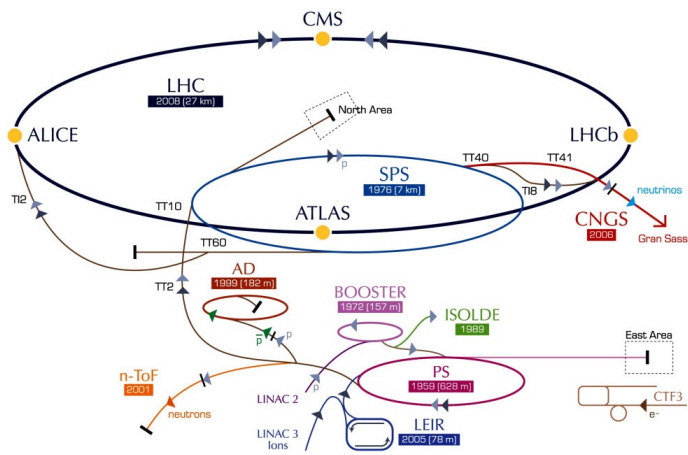 CMS
LHC
2008 (27 km)
North Area
ALICE
LHCb
TT40
TT41
p
SPS
1976 (7 km)
TI8
TI2
TT10
neutrinos
ATLAS
CNGS
2006
Gran Sass
TT60
AD
1999 (182 m)
TT2
BOOSTER
1972 (157 m)
ISOLDE
1989
p
p̅
East Area
n-ToF
2001
PS
1959 (628 m)
p
LINAC 2
neutrons
CTF3
e-
LINAC 3
Ions
LEIR
2005 (78 m)